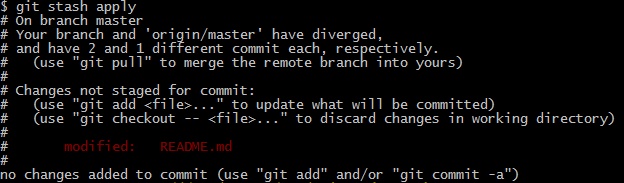 $ git stash apply
# On branch master
# Your branch and 'origin/master' have diverged,
# and have 2 and 1 different commit each, respectively.
#   (use "git pull" to merge the remote branch into yours)
#
# Changes not staged for commit:
#   (use "git add <file>..." to update what will be committed)
#   (use "git checkout -- <file>..." to discard changes in working directory)
#
#       modified:   README.md
#
no changes added to commit (use "git add" and/or "git commit -a")